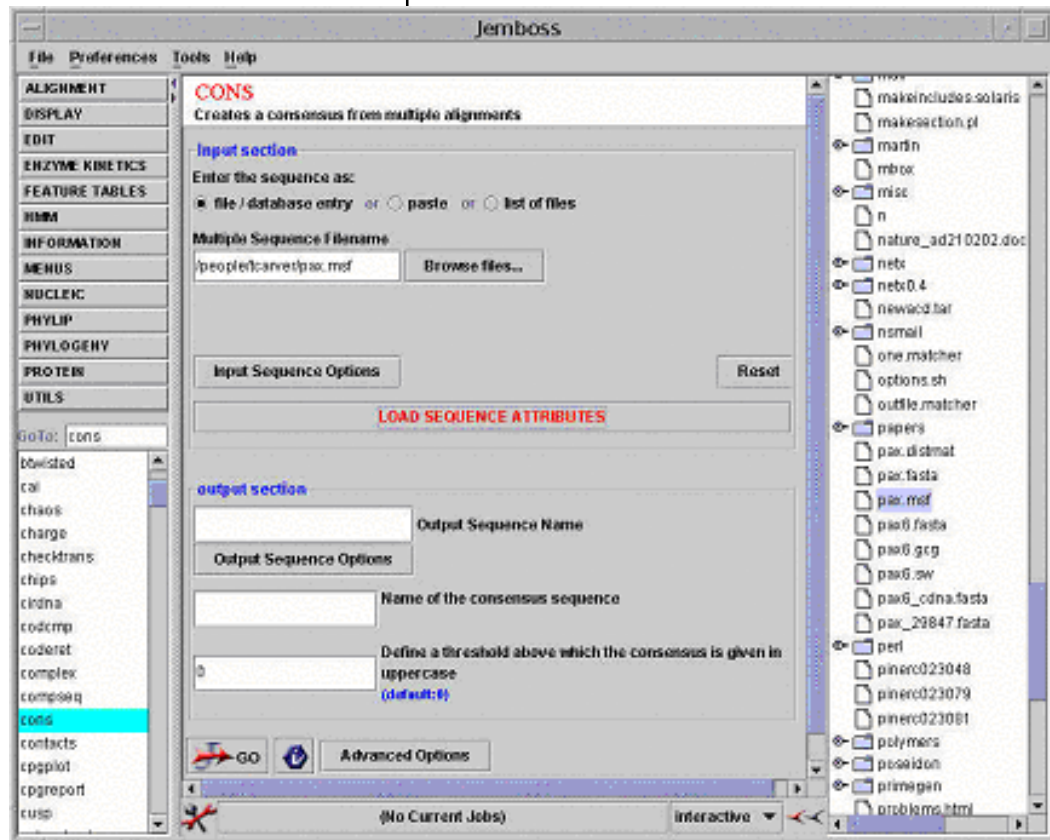 Jemboss
File Preferences Tools Help
ALIGNMENT
DISPLAY
EDIT
ENZYME KINETICS
FEATURE TABLES
HMM
INFORMATION
MENUS
NUCLEIC
PHYLIP
PHYLOGENY
PROTEIN
UTILS
GoTo: cons
btwisted
cai
chaos
charge
checktrans
chips
cirdna
codcmp
coderet
complex
compseq
cons
contacts
cpgplot
cpgreport
cusp
CONS
Creates a consensus from multiple alignments
Input section
Enter the sequence as:
file / database entry or paste or list of files
Multiple Sequence Filename
/people/tcarver/pax.msf Browse files...
Input Sequence Options Reset
LOAD SEQUENCE ATTRIBUTES
output section
Output Sequence Name
Output Sequence Options
Name of the consensus sequence
Define a threshold above which the consensus is given in
0 uppercase
(default:0)
GO Advanced Options
(No Current Jobs) interactive
makeincludes.solaris
makesection.pl
martin
mbox
misc
n
nature_ad210202.doc
netx
netx0.4
newacd.tar
nsmail
one.matcher
options.sh
outfile.matcher
papers
pax.distmat
pax.fasta
pax.msf
pax6.fasta
pax6.gcg
pax6.sw
pax6_cdna.fasta
pax_29847.fasta
perl
pinerc023048
pinerc023079
pinerc023081
polymers
poseidon
primegen
problems.html